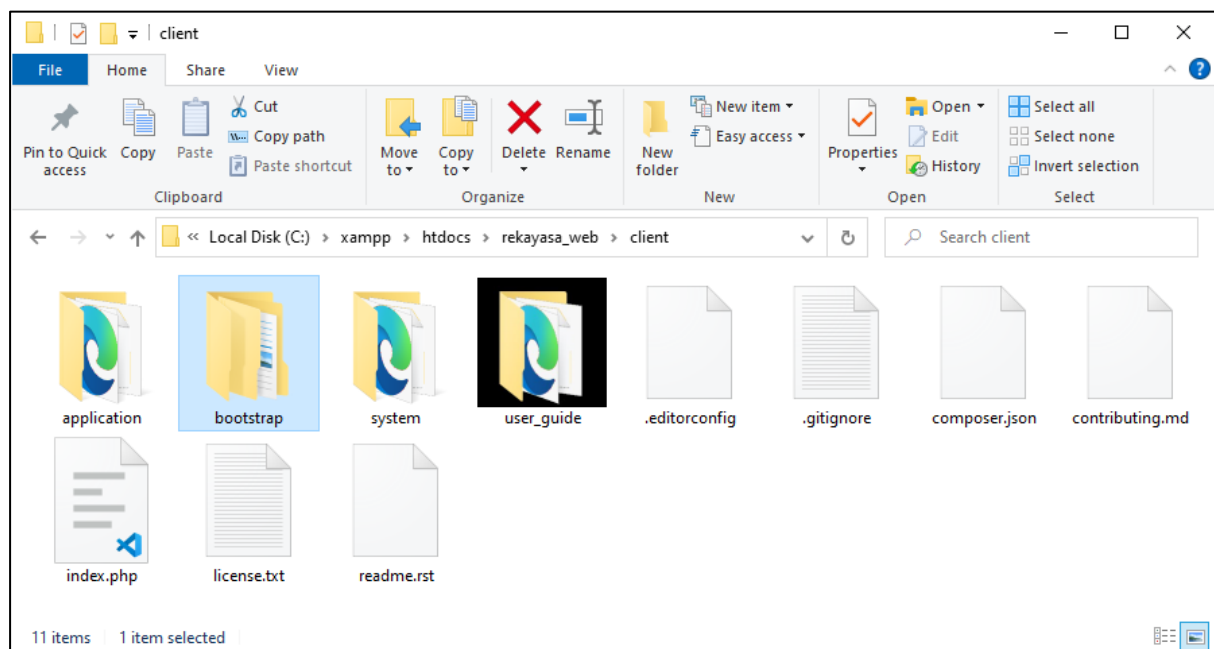 client
File Home Share View
Pin to Quick access
Copy
Paste
Cut
Copy path
Paste shortcut
Move to
Copy to
Delete
Rename
New folder
New item
Easy access
Properties
Open
Edit
History
Select all
Select none
Invert selection
Clipboard Organize New Open Select
« Local Disk (C:) › xampp › htdocs › rekayasa_web › client
Search client
application bootstrap system user_guide .editorconfig .gitignore composer.json contributing.md
index.php license.txt readme.rst
11 items 1 item selected